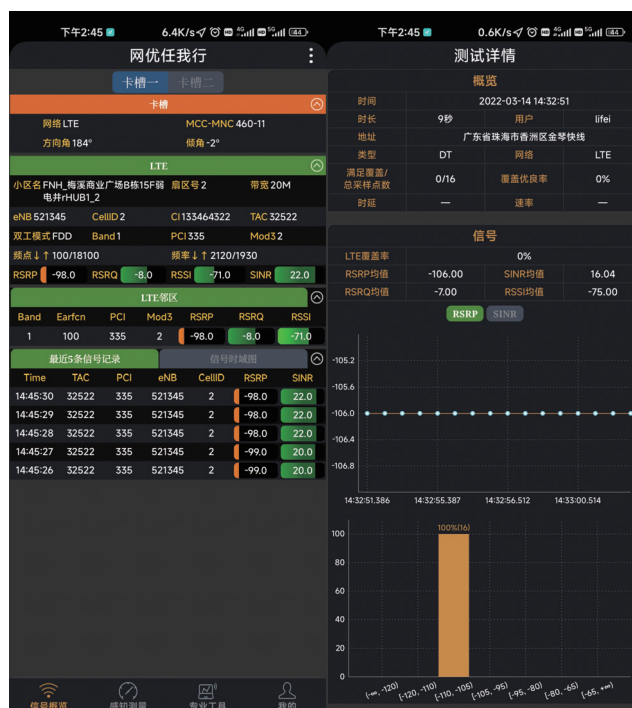 下午2:45 6.4K/s 4G 5G 44
网优任我行
卡槽一 卡槽二
卡槽
网络 LTE MCC-MNC 460-11
方向角 184° 倾角 -2°
LTE
小区名 FNH_梅溪商业广场B栋15F弱电井rHUB1_2 扇区号 2 带宽 20M
eNB 521345 CellID 2 CI 133464322 TAC 32522
双工模式 FDD Band 1 PCI 335 Mod3 2
频点↓↑ 100/18100 频率↓↑ 2120/1930
RSRP -98.0 RSRQ -8.0 RSSI -71.0 SINR 22.0
LTE邻区
Band Earfcn PCI Mod3 RSRP RSRQ RSSI
1 100 335 2 -98.0 -8.0 -71.0
最近5条信号记录 信号时域图
Time TAC PCI eNB CellID RSRP SINR
14:45:30 32522 335 521345 2 -98.0 22.0
14:45:29 32522 335 521345 2 -98.0 22.0
14:45:28 32522 335 521345 2 -98.0 22.0
14:45:27 32522 335 521345 2 -99.0 20.0
14:45:26 32522 335 521345 2 -99.0 20.0
信号概览 感知测量 专业工具 我的
下午2:45 0.6K/s 4G 5G 44
测试详情
概览
时间 2022-03-14 14:32:51
时长 9秒 用户 lifei
地址 广东省珠海市香洲区金琴快线
类型 DT 网络 LTE
满足覆盖/总采样点数 0/16 覆盖优良率 0%
时延 — 速率 —
信号
LTE覆盖率 0%
RSRP均值 -106.00 SINR均值 16.04
RSRQ均值 -7.00 RSSI均值 -75.00
RSRP SINR
-105.2
-105.6
-106.0
-106.4
-106.8
14:32:51.386 14:32:55.387 14:32:56.512 14:33:00.514
100%(16)
100
80
60
40
20
0
[-∞, -120) [-120, -110) [-110, -105) [-105, -95) [-95, -80) [-80, -65) [-65, +∞)